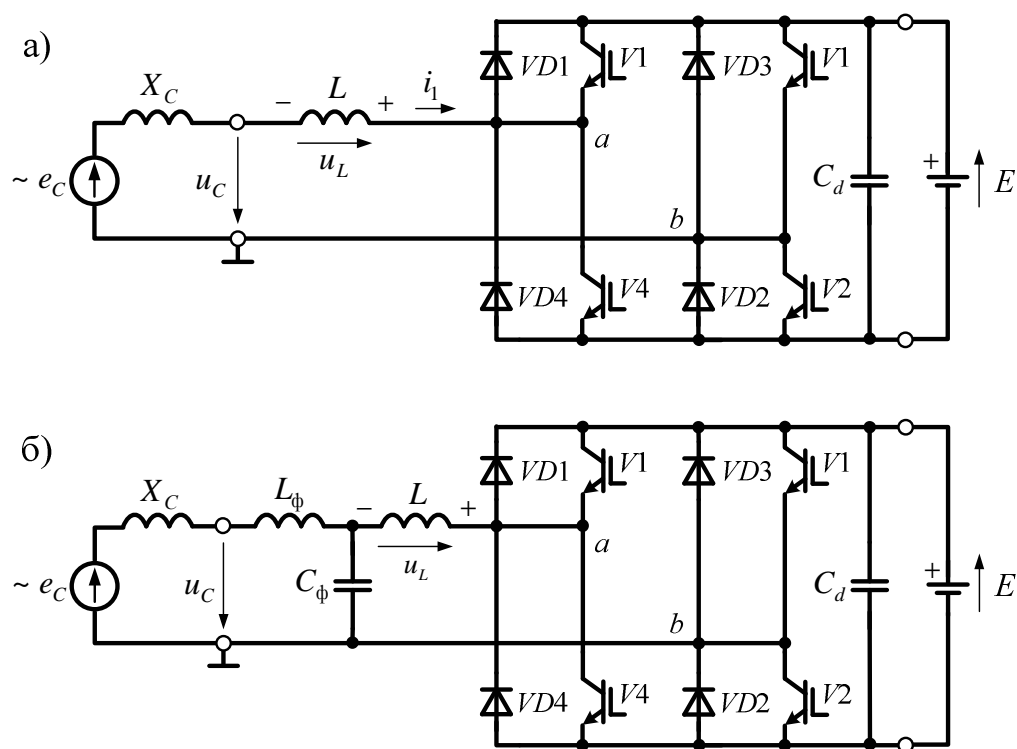 а)
VD1
V1
VD3
V1
X_C
−
L
+
i_1
a
u_L
~ e_C
u_C
C_d
+
E
b
VD4
V4
VD2
V2
б)
VD1
V1
VD3
V1
X_C
L_ф
−
L
+
a
u_L
~ e_C
u_C
C_ф
C_d
+
E
b
VD4
V4
VD2
V2